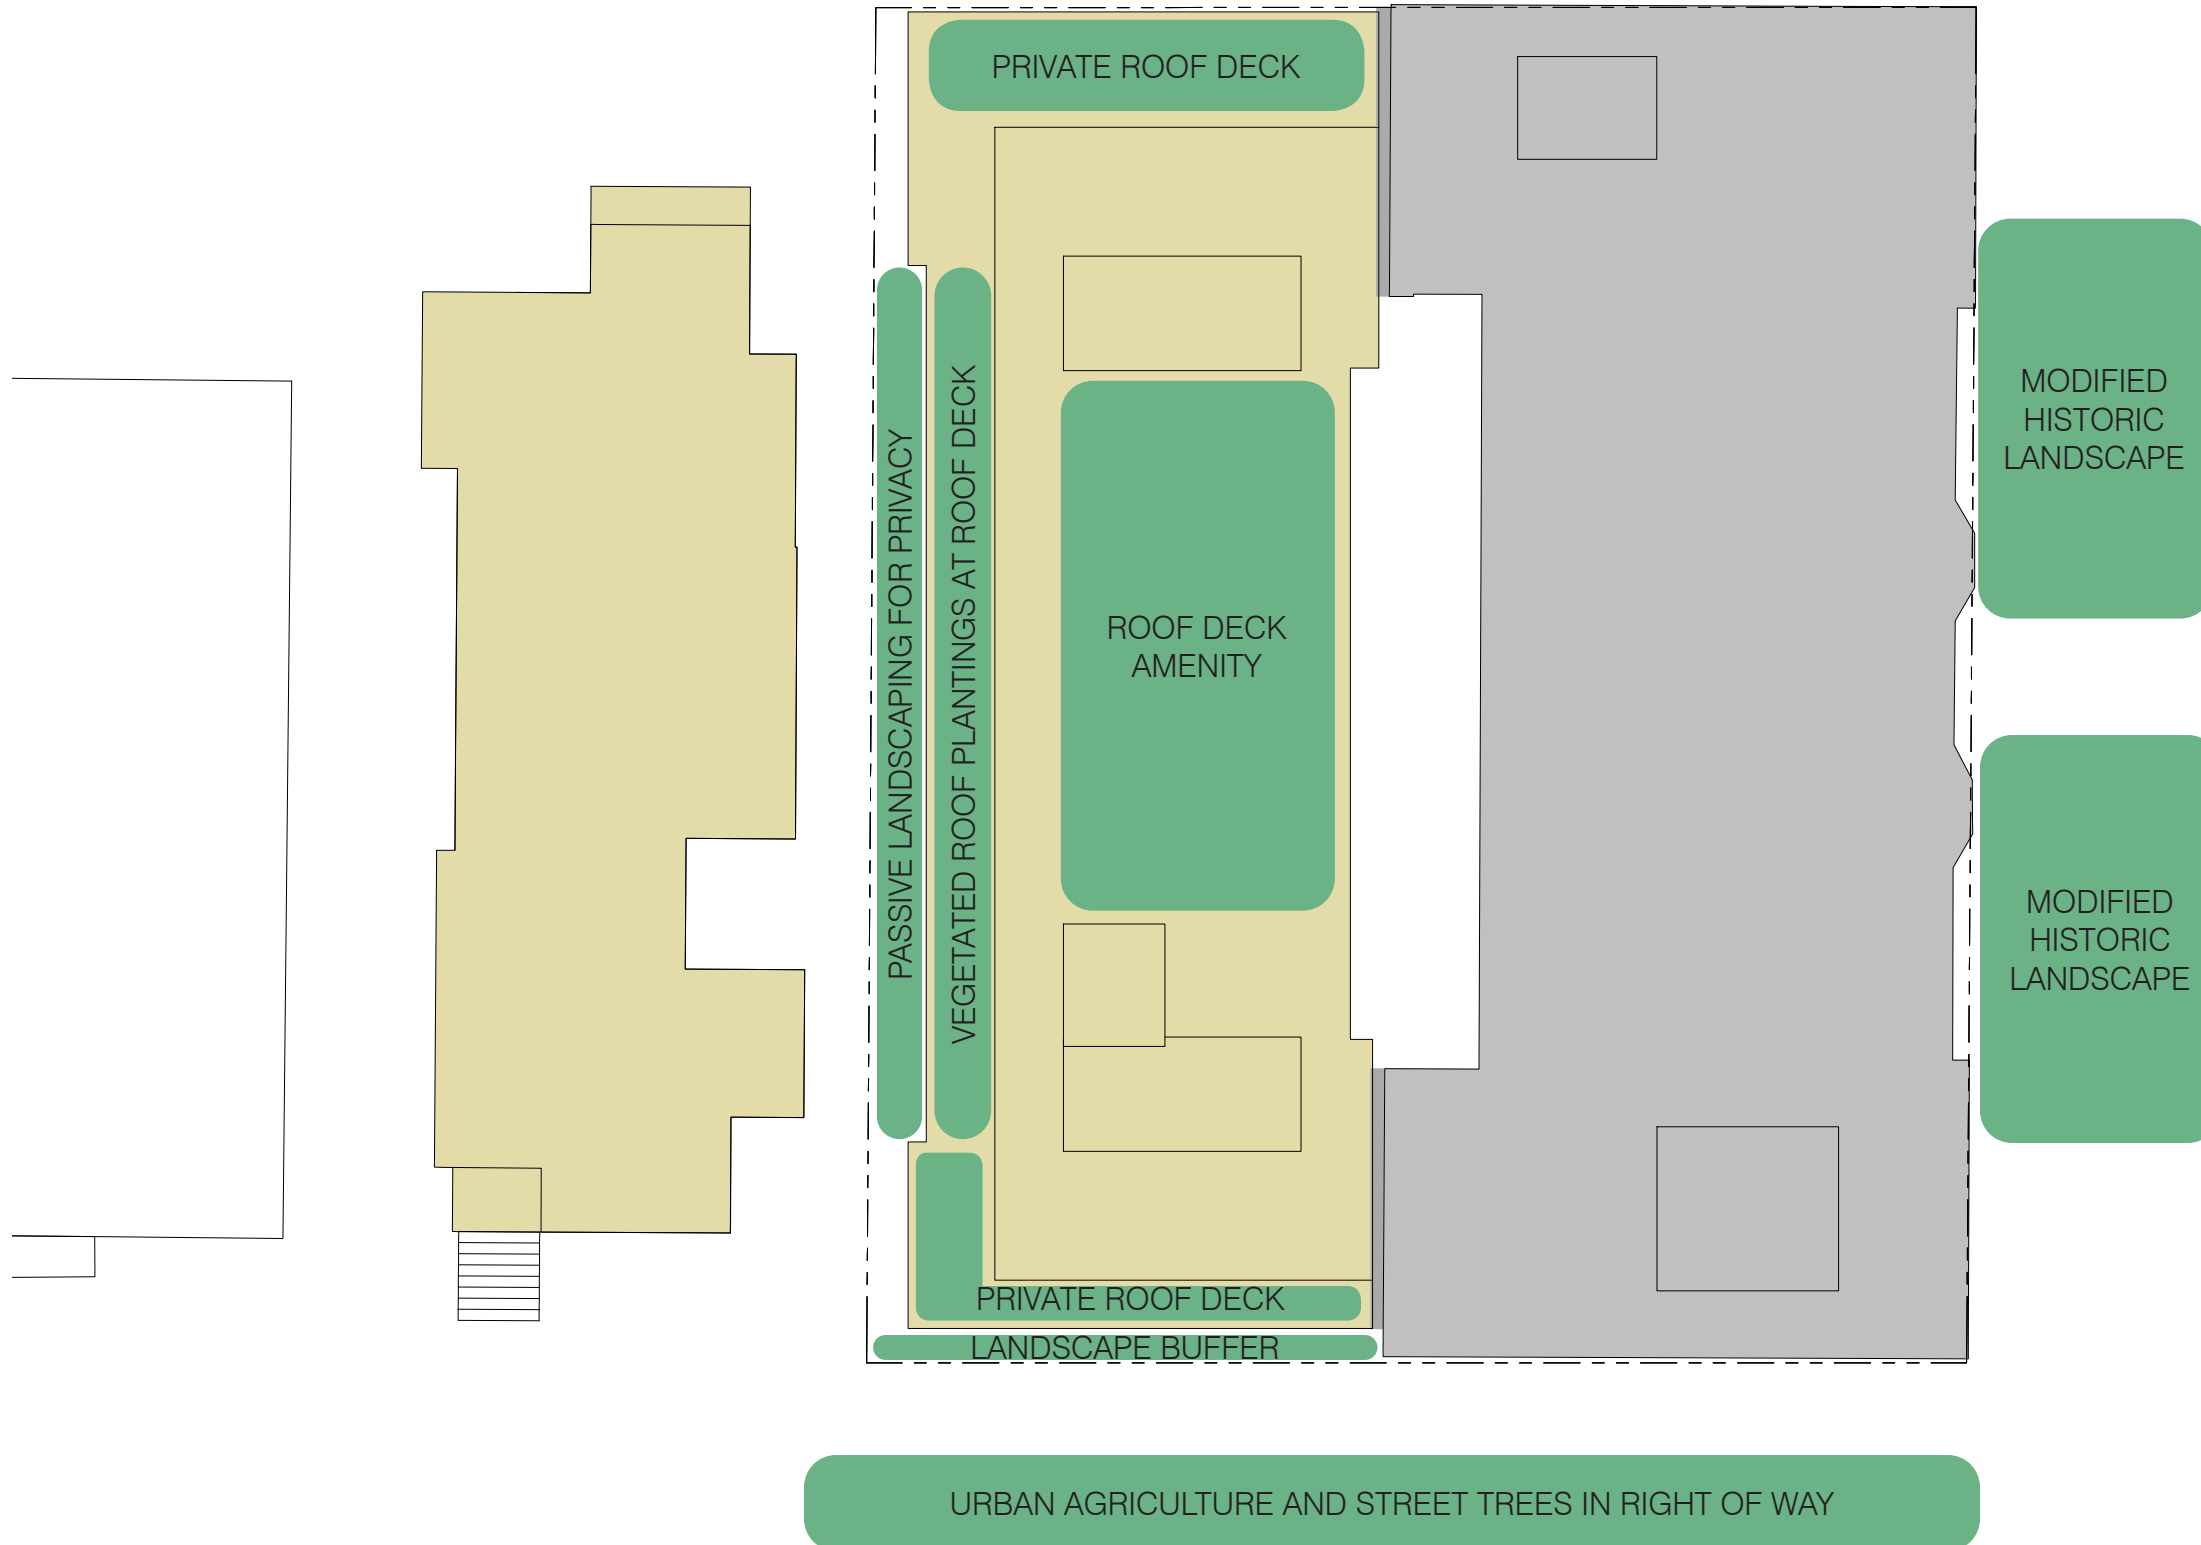 PRIVATE ROOF DECK
MODIFIED
HISTORIC
LANDSCAPE
PASSIVE LANDSCAPING FOR PRIVACY
VEGETATED ROOF PLANTINGS AT ROOF DECK
ROOF DECK
AMENITY
MODIFIED
HISTORIC
LANDSCAPE
PRIVATE ROOF DECK
LANDSCAPE BUFFER
URBAN AGRICULTURE AND STREET TREES IN RIGHT OF WAY